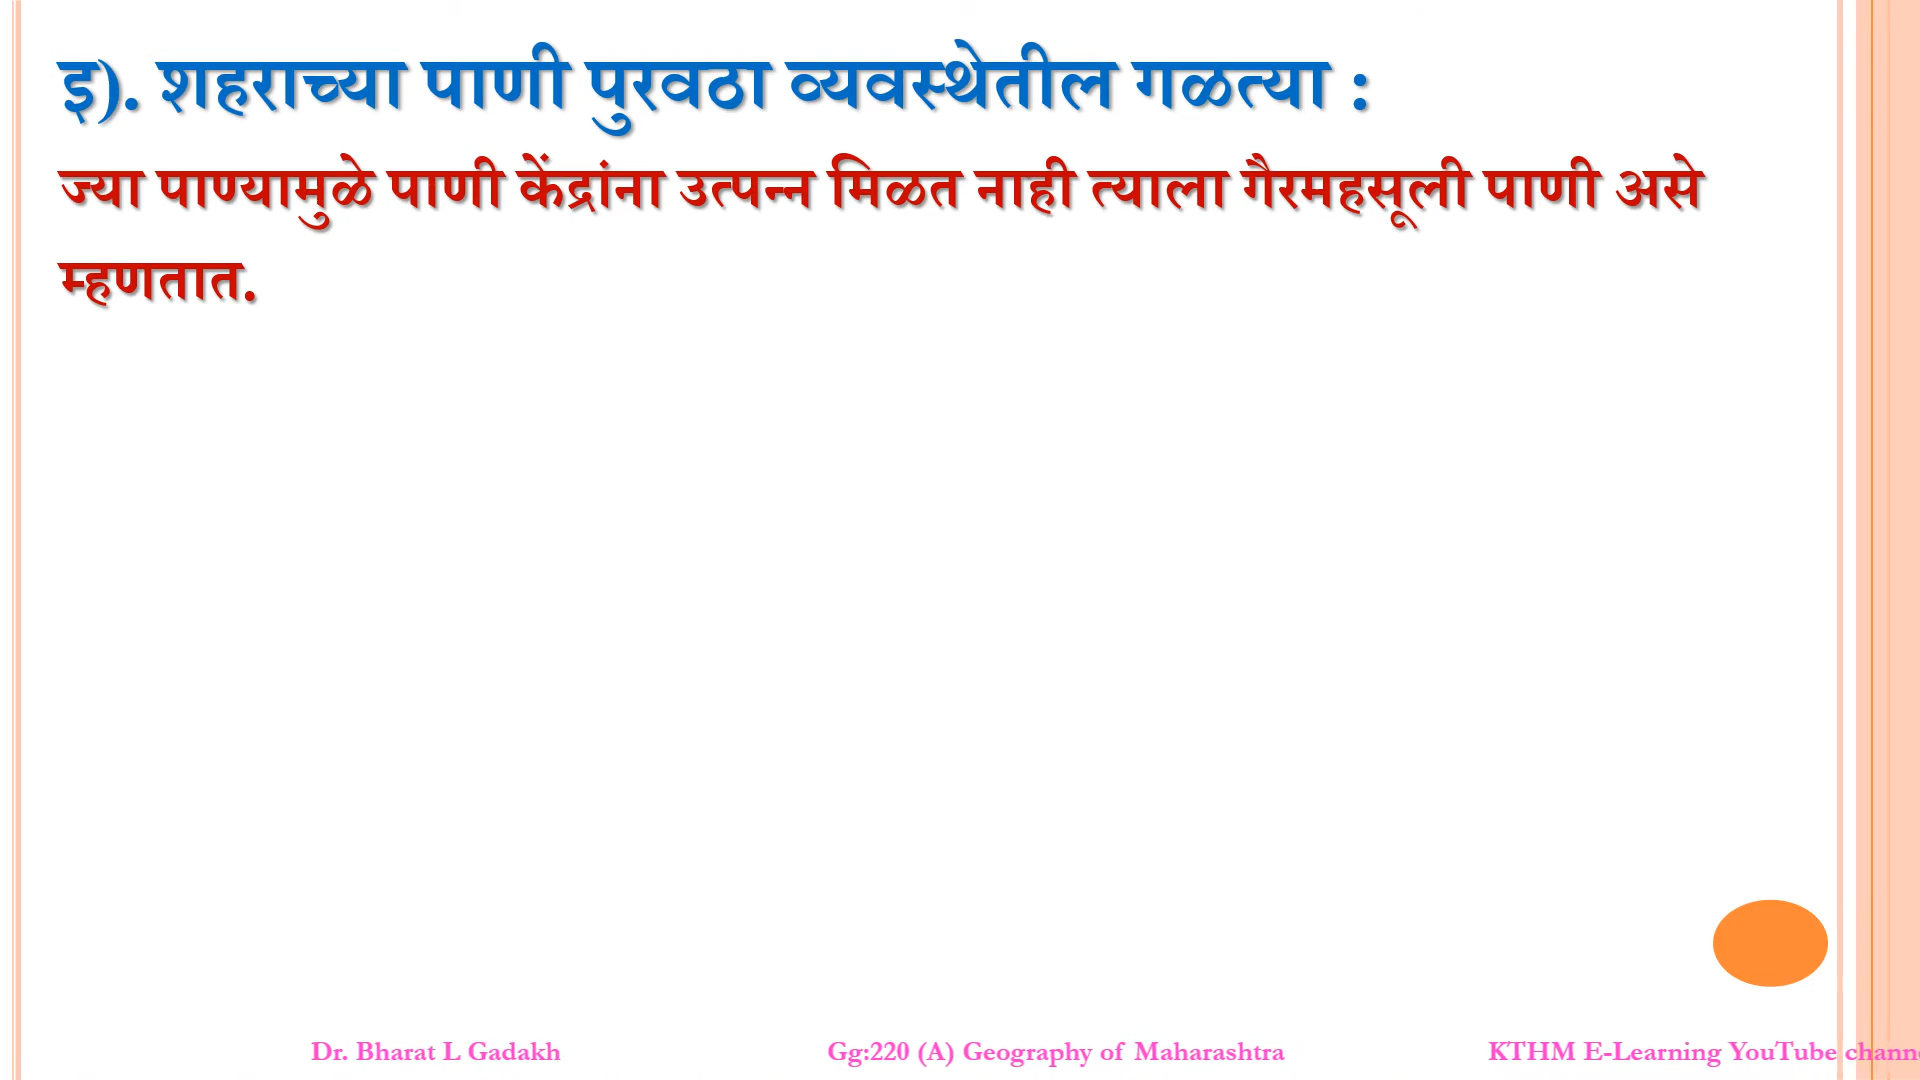 इ). शहराच्या पाणी पुरवठा व्यवस्थेतील गळत्या :
ज्या पाण्यामुळे पाणी केंद्रांना उत्पन्न मिळत नाही त्याला गैरमहसूली पाणी असे
म्हणतात.
Dr. Bharat L Gadakh Gg:220 (A) Geography of Maharashtra KTHM E-Learning YouTube